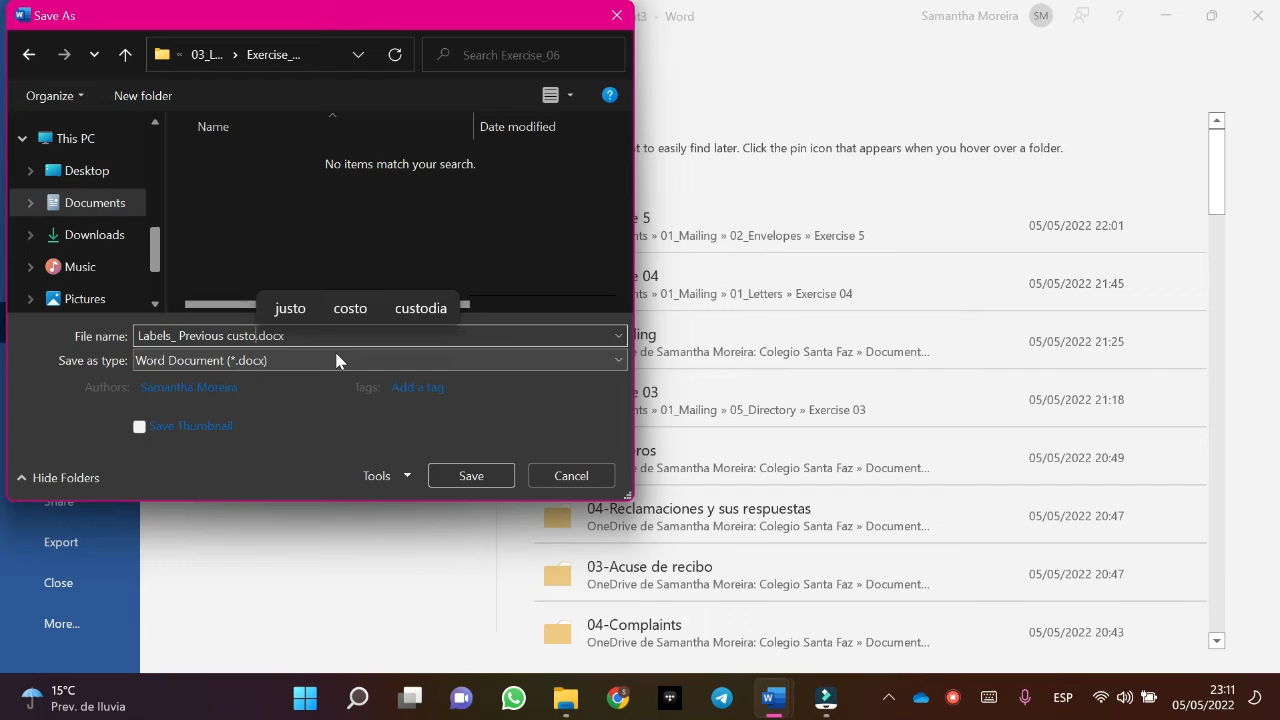 Save As
t3 - Word
Samantha Moreira SM
« 03_L... › Exercise_...
Search Exercise_06
Organize
New folder
Name
Date modified
This PC
Desktop
Documents
Downloads
Music
Pictures
No items match your search.
t to easily find later. Click the pin icon that appears when you hover over a folder.
justo costo custodia
File name: Labels_ Previous custo.docx
Save as type: Word Document (*.docx)
Authors: Samantha Moreira
Tags: Add a tag
Save Thumbnail
Hide Folders
Tools
Save
Cancel
e 5
ents » 01_Mailing » 02_Envelopes » Exercise 5
05/05/2022 22:01
e 04
ents » 01_Mailing » 01_Letters » Exercise 04
05/05/2022 21:45
ling
OneDrive de Samantha Moreira: Colegio Santa Faz » Document...
05/05/2022 21:25
e 03
ents » 01_Mailing » 05_Directory » Exercise 03
05/05/2022 21:18
ros
OneDrive de Samantha Moreira: Colegio Santa Faz » Document...
05/05/2022 20:49
04-Reclamaciones y sus respuestas
OneDrive de Samantha Moreira: Colegio Santa Faz » Document...
05/05/2022 20:47
03-Acuse de recibo
OneDrive de Samantha Moreira: Colegio Santa Faz » Document...
05/05/2022 20:47
04-Complaints
OneDrive de Samantha Moreira: Colegio Santa Faz » Document...
05/05/2022 20:43
Share
Export
Close
More...
15°C
Prev. de lluvia
ESP
23:11
05/05/2022